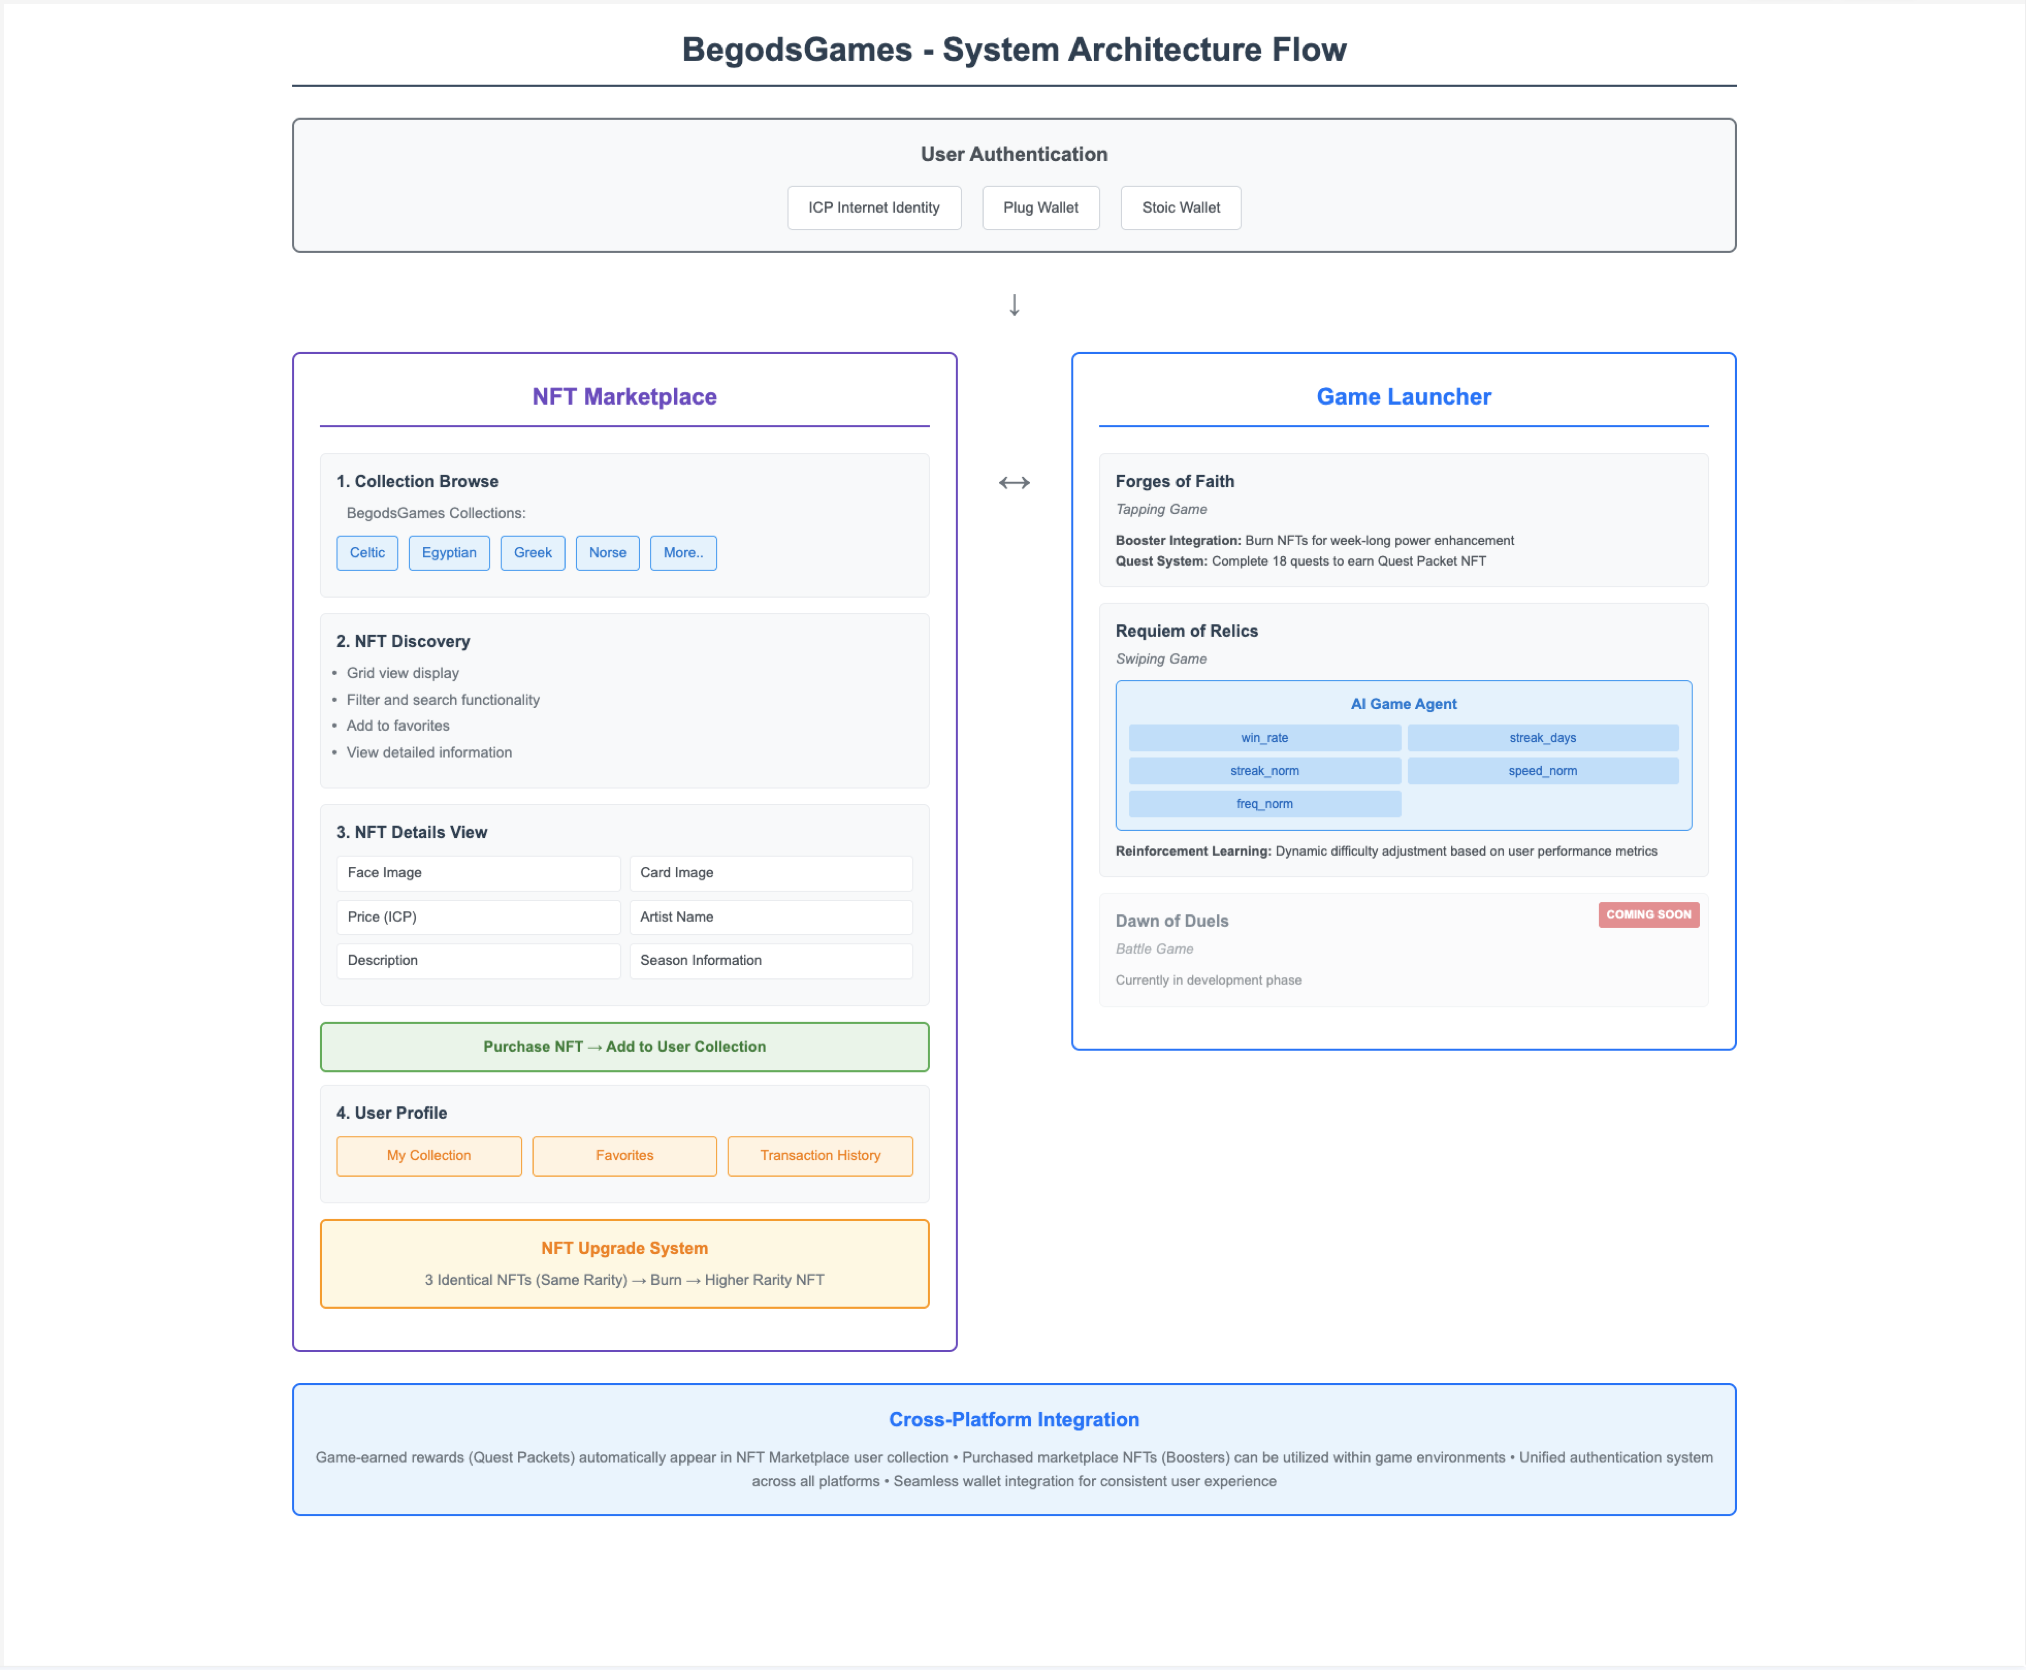 BegodsGames - System Architecture Flow
User Authentication
ICP Internet Identity
Plug Wallet
Stoic Wallet
↓
NFT Marketplace
1. Collection Browse
BegodsGames Collections:
Celtic
Egyptian
Greek
Norse
More..
2. NFT Discovery
• Grid view display
• Filter and search functionality
• Add to favorites
• View detailed information
3. NFT Details View
Face Image
Card Image
Price (ICP)
Artist Name
Description
Season Information
Purchase NFT → Add to User Collection
4. User Profile
My Collection
Favorites
Transaction History
NFT Upgrade System
3 Identical NFTs (Same Rarity) → Burn → Higher Rarity NFT
↔
Game Launcher
Forges of Faith
Tapping Game
Booster Integration: Burn NFTs for week-long power enhancement
Quest System: Complete 18 quests to earn Quest Packet NFT
Requiem of Relics
Swiping Game
AI Game Agent
win_rate
streak_days
streak_norm
speed_norm
freq_norm
Reinforcement Learning: Dynamic difficulty adjustment based on user performance metrics
Dawn of Duels
COMING SOON
Battle Game
Currently in development phase
Cross-Platform Integration
Game-earned rewards (Quest Packets) automatically appear in NFT Marketplace user collection • Purchased marketplace NFTs (Boosters) can be utilized within game environments • Unified authentication system
across all platforms • Seamless wallet integration for consistent user experience